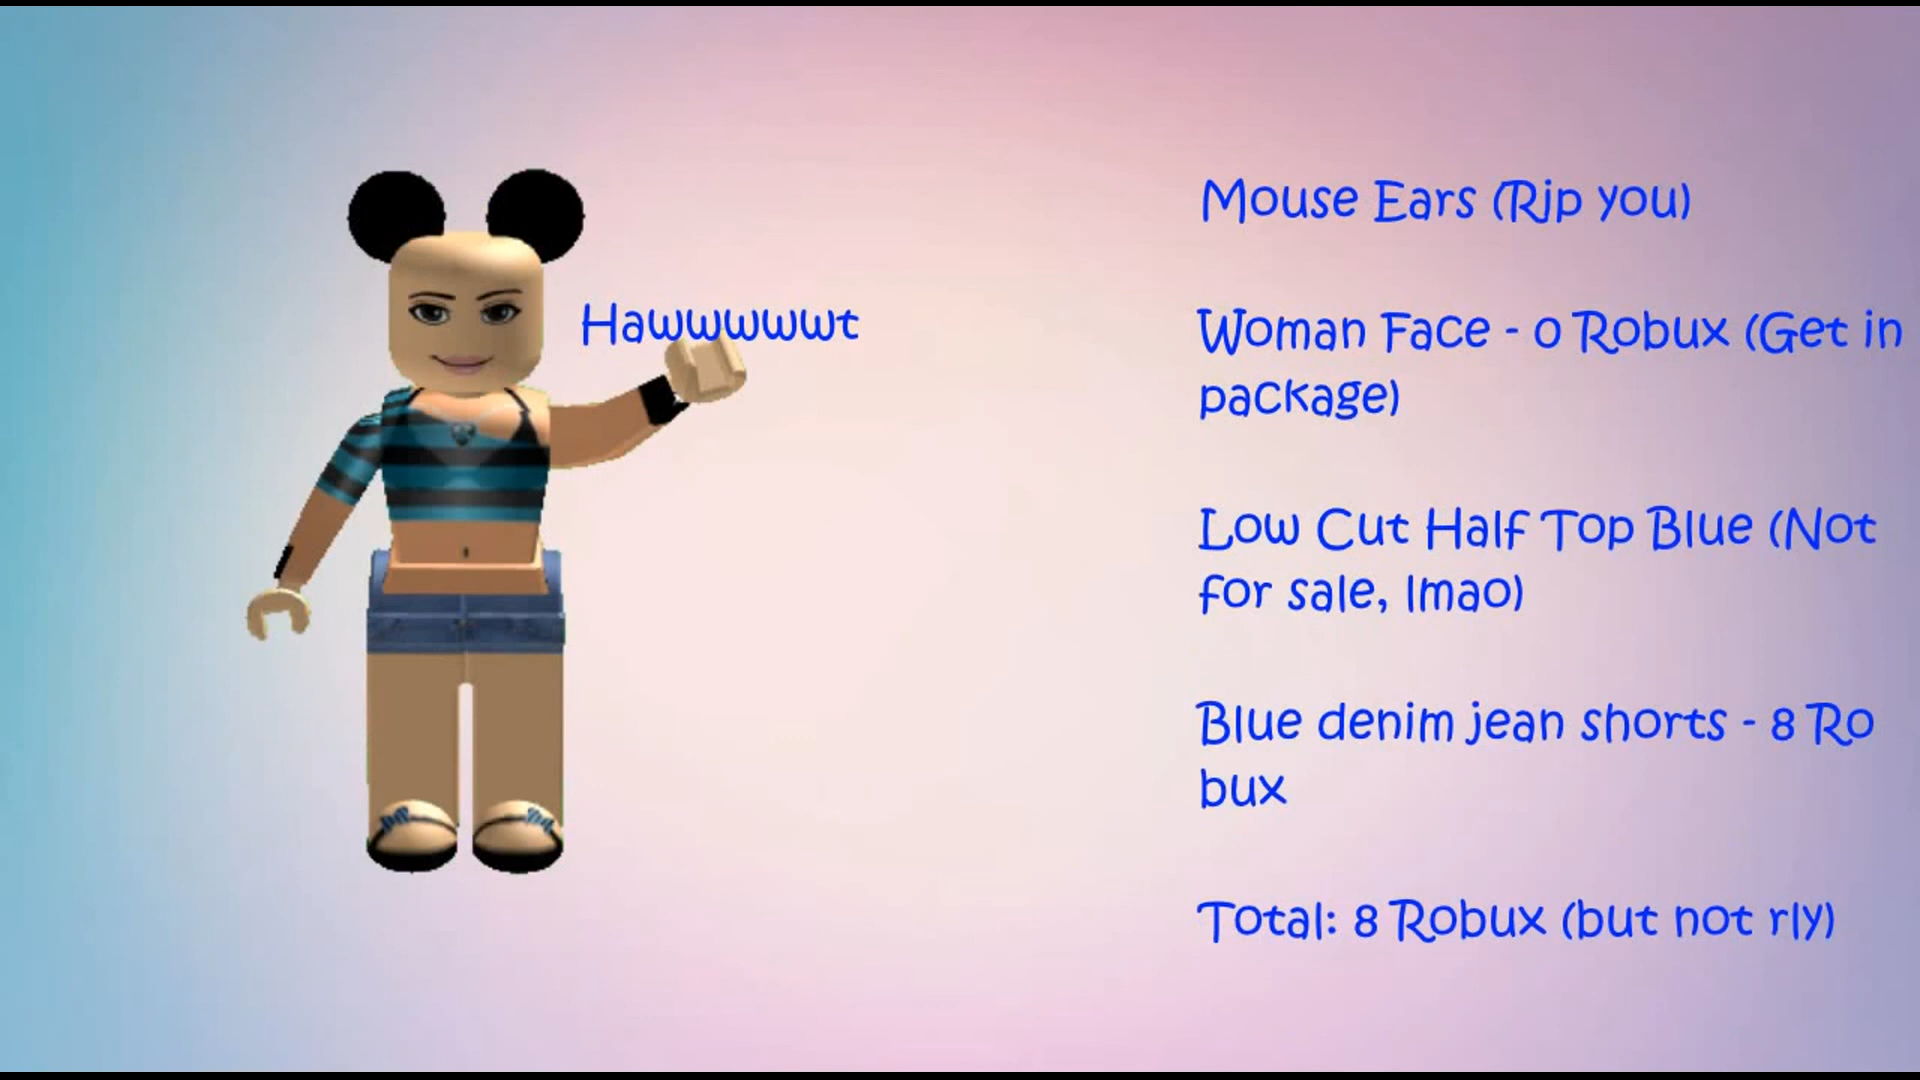 Mouse Ears (Rip you)
Hawwwwwt
Woman Face - 0 Robux (Get in
package)
Low Cut Half Top Blue (Not
for sale, lmao)
Blue denim jean shorts - 8 Ro
bux
Total: 8 Robux (but not rly)